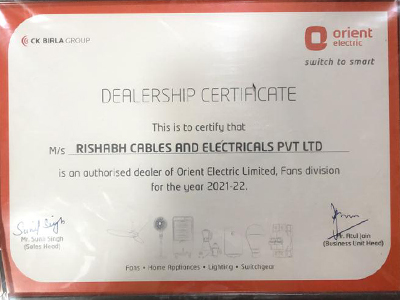 CK BIRLA GROUP
orient
electric
switch to smart
DEALERSHIP CERTIFICATE
This is to certify that
M/s RISHABH CABLES AND ELECTRICALS PVT LTD
is an authorised dealer of Orient Electric Limited, Fans division
for the year 2021-22.
Sunil Singh
Mr. Sunil Singh
(Sales Head)
Mr. Atul Jain
(Business Unit Head)
Fans • Home Appliances • Lighting • Switchgear